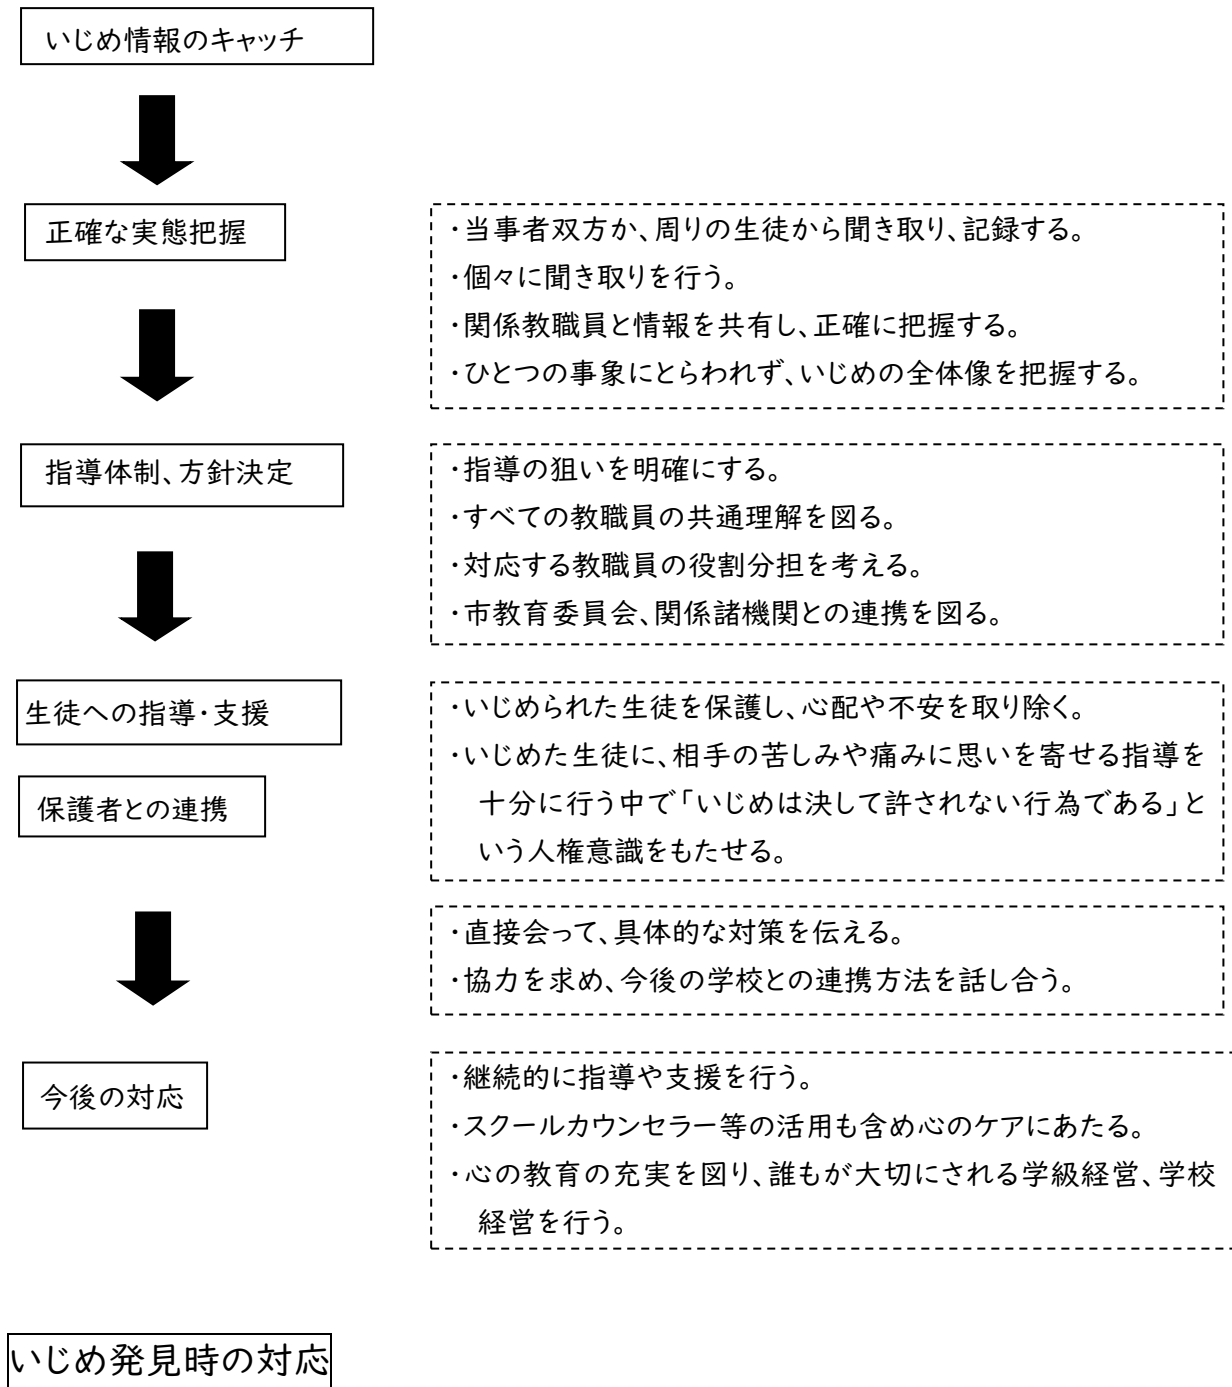 いじめ情報のキャッチ
正確な実態把握
・当事者双方か、周りの生徒から聞き取り、記録する。
・個々に聞き取りを行う。
・関係教職員と情報を共有し、正確に把握する。
・ひとつの事象にとらわれず、いじめの全体像を把握する。
指導体制、方針決定
・指導の狙いを明確にする。
・すべての教職員の共通理解を図る。
・対応する教職員の役割分担を考える。
・市教育委員会、関係諸機関との連携を図る。
生徒への指導・支援
・いじめられた生徒を保護し、心配や不安を取り除く。
・いじめた生徒に、相手の苦しみや痛みに思いを寄せる指導を
十分に行う中で「いじめは決して許されない行為である」と
いう人権意識をもたせる。
保護者との連携
・直接会って、具体的な対策を伝える。
・協力を求め、今後の学校との連携方法を話し合う。
今後の対応
・継続的に指導や支援を行う。
・スクールカウンセラー等の活用も含め心のケアにあたる。
・心の教育の充実を図り、誰もが大切にされる学級経営、学校
経営を行う。
いじめ発見時の対応